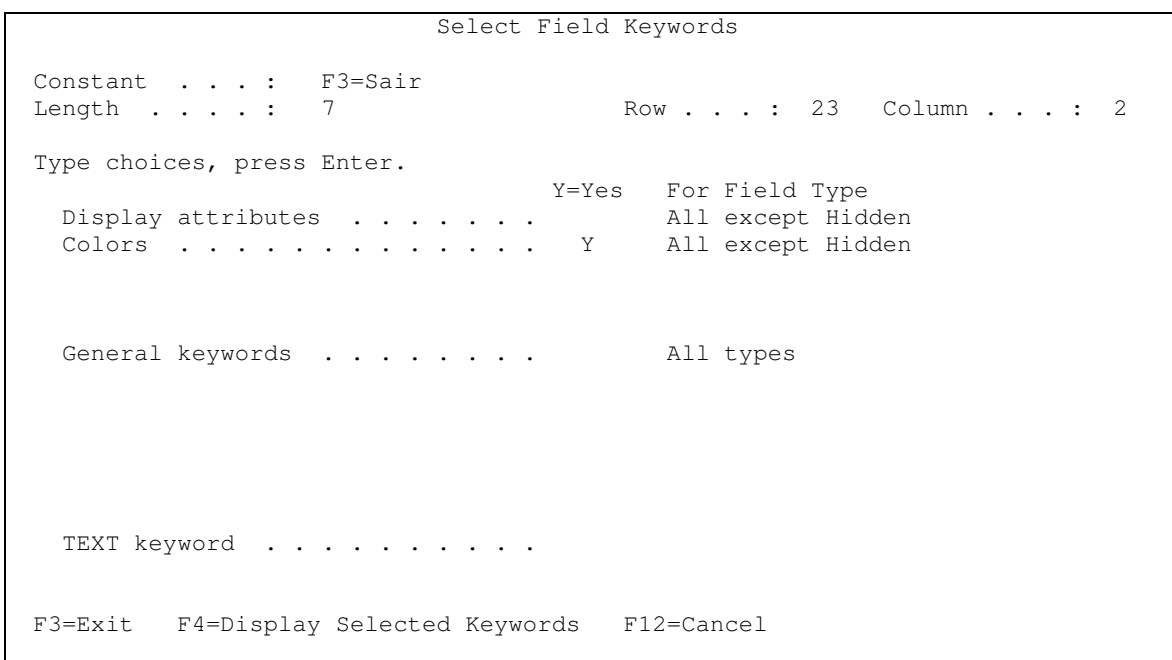 Select Field Keywords
Constant . . . : F3=Sair
Length . . . . : 7 Row . . . : 23 Column . . . : 2
Type choices, press Enter.
Y=Yes For Field Type
Display attributes . . . . . . . All except Hidden
Colors . . . . . . . . . . . . . Y All except Hidden
General keywords . . . . . . . . All types
TEXT keyword . . . . . . . . . .
F3=Exit F4=Display Selected Keywords F12=Cancel